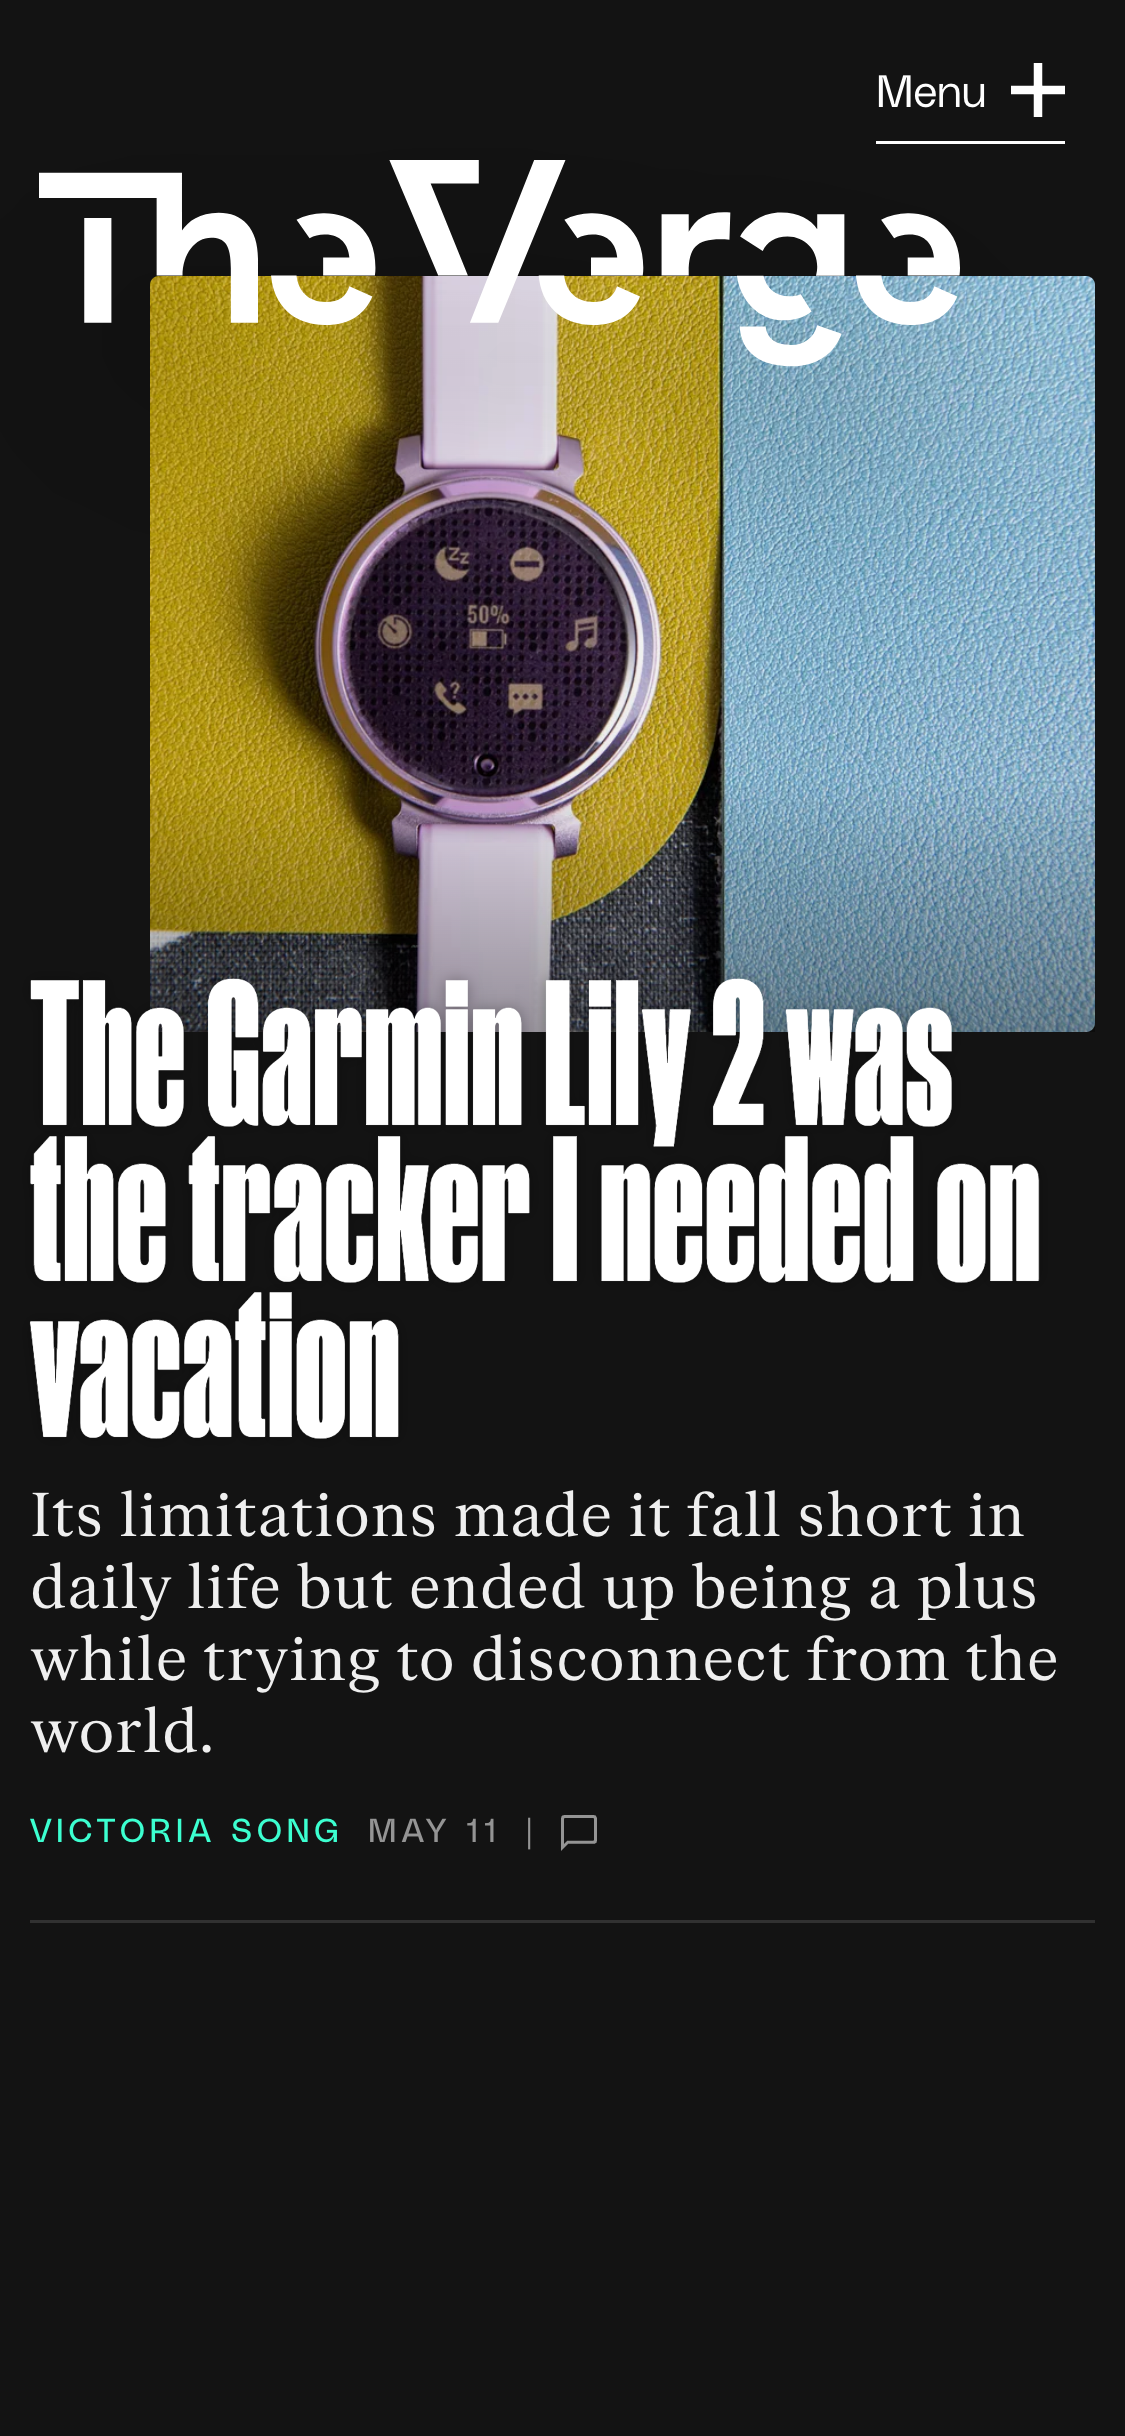 Menu
The Verge
50%
The Garmin Lily 2 was
the tracker I needed on
vacation
Its limitations made it fall short in
daily life but ended up being a plus
while trying to disconnect from the
world.
VICTORIA SONG MAY 11 |